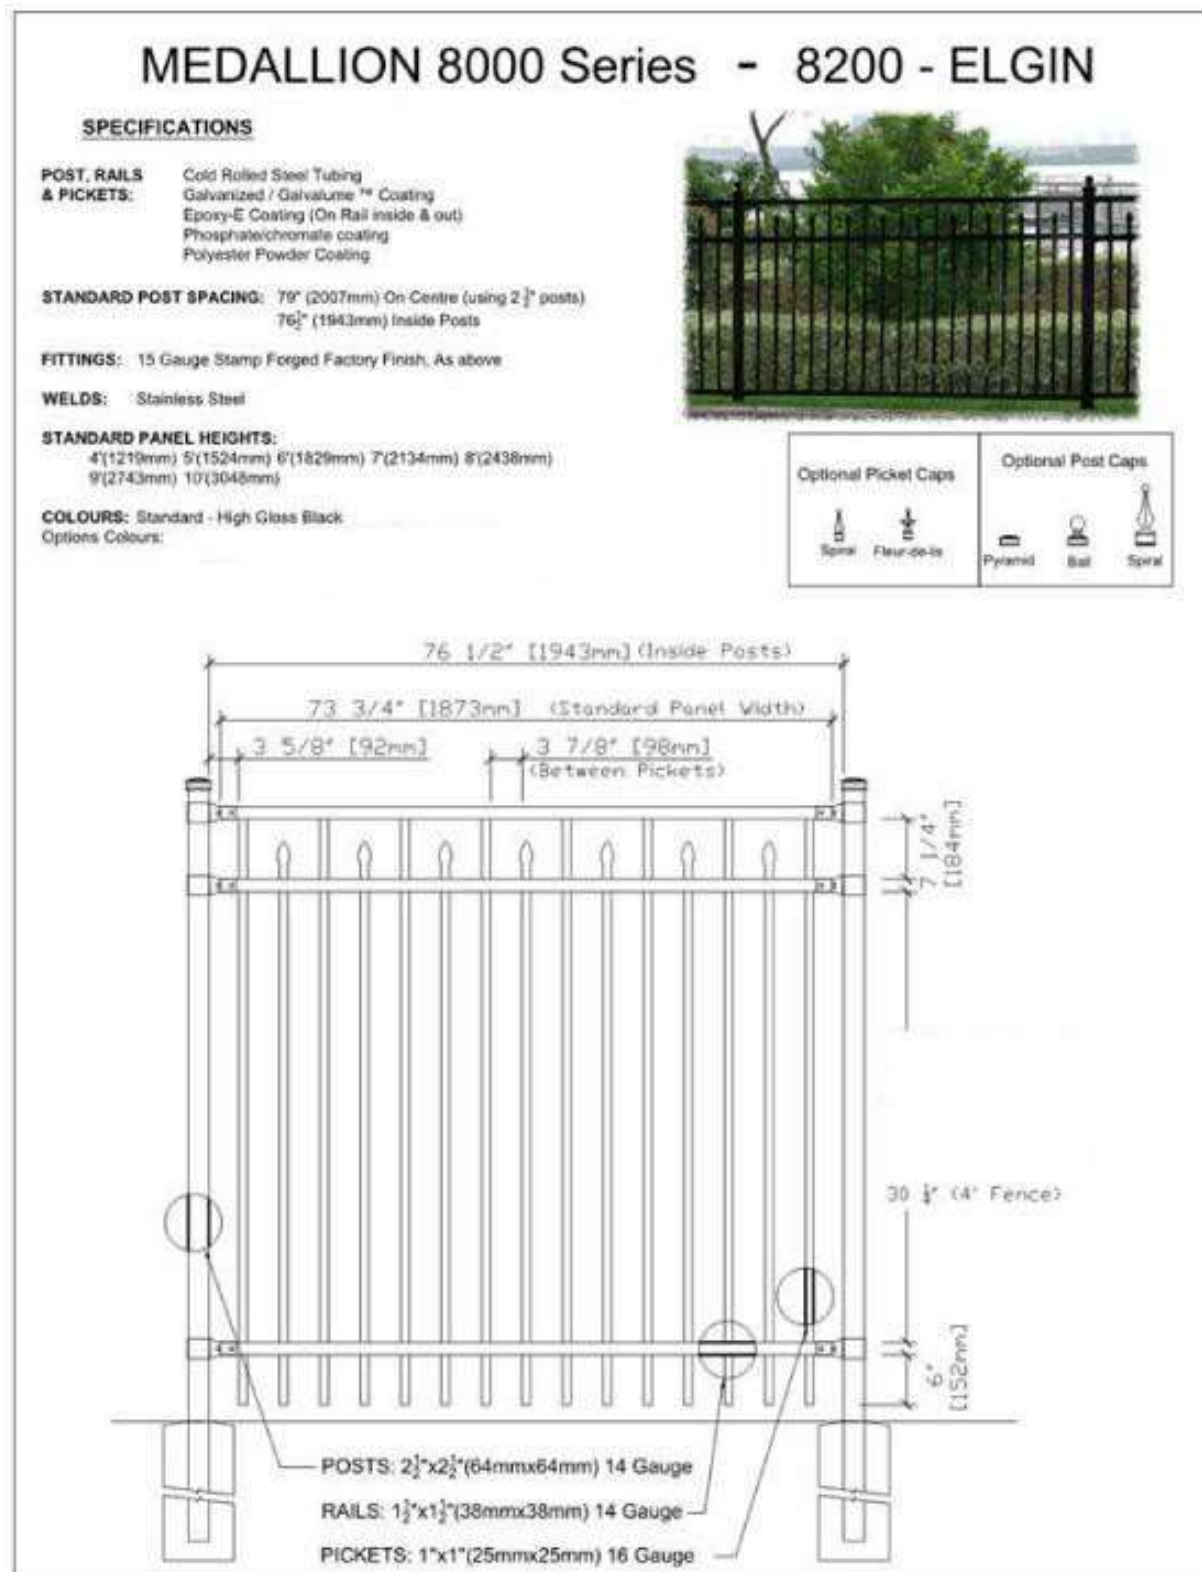 MEDALLION 8000 Series - 8200 - ELGIN
SPECIFICATIONS
POST, RAILS & PICKETS:
Cold Rolled Steel Tubing
Galvanized / Galvalume ™ Coating
Epoxy-E Coating (On Rail inside & out)
Phosphate/chromate coating
Polyester Powder Coating
STANDARD POST SPACING: 79" (2007mm) On Centre (using 2 ½" posts)
76½" (1943mm) Inside Posts
FITTINGS: 15 Gauge Stamp Forged Factory Finish, As above
WELDS: Stainless Steel
STANDARD PANEL HEIGHTS:
4'(1219mm) 5'(1524mm) 6'(1829mm) 7'(2134mm) 8'(2438mm)
9'(2743mm) 10'(3048mm)
COLOURS: Standard - High Gloss Black
Options Colours:
Optional Picket Caps
Spiral Fleur-de-lis
Optional Post Caps
Pyramid Ball Spiral
76 1/2" [1943mm] (Inside Posts)
73 3/4" [1873mm] (Standard Panel Width)
3 5/8" [92mm]
3 7/8" [98mm]
(Between Pickets)
7 1/4"
[184mm]
30 (4' Fence)
6"
[152mm]
POSTS: 2½"x2½"(64mmx64mm) 14 Gauge
RAILS: 1½"x1½"(38mmx38mm) 14 Gauge
PICKETS: 1"x1"(25mmx25mm) 16 Gauge